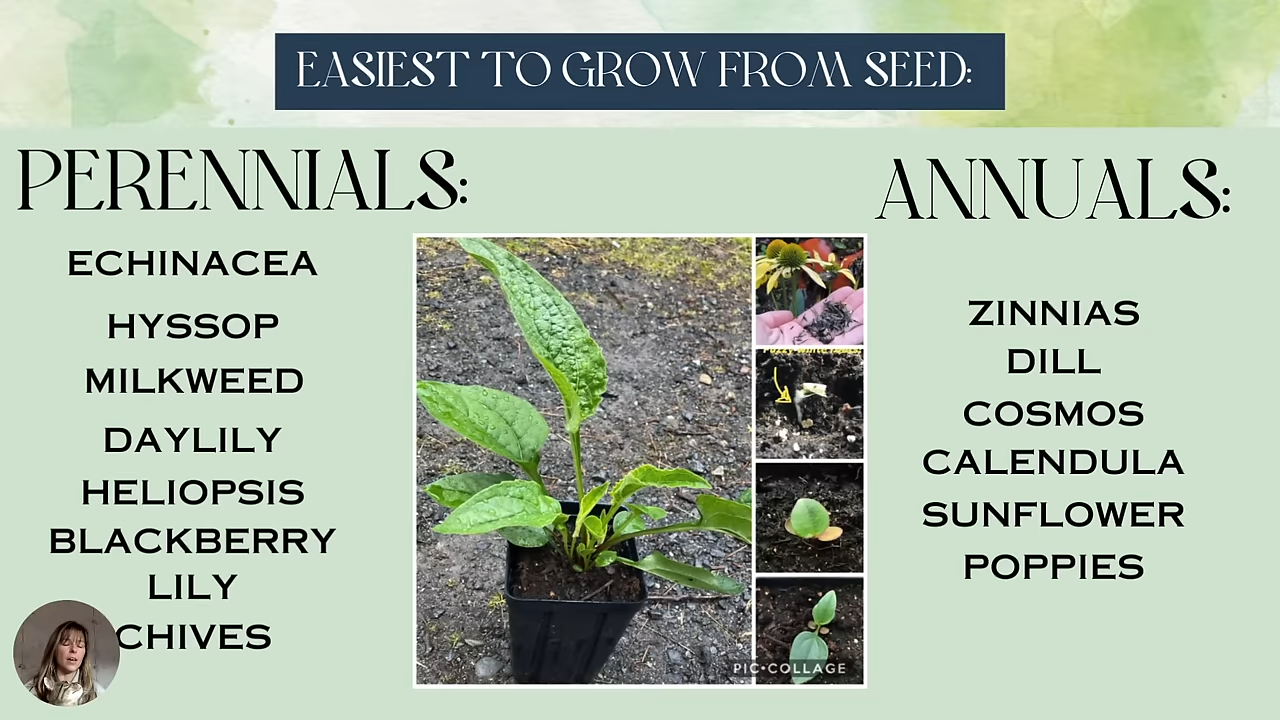 EASIEST TO GROW FROM SEED:
PERENNIALS:
ECHINACEA
HYSSOP
MILKWEED
DAYLILY
HELIOPSIS
BLACKBERRY
LILY
CHIVES
PIC•COLLAGE
ANNUALS:
ZINNIAS
DILL
COSMOS
CALENDULA
SUNFLOWER
POPPIES